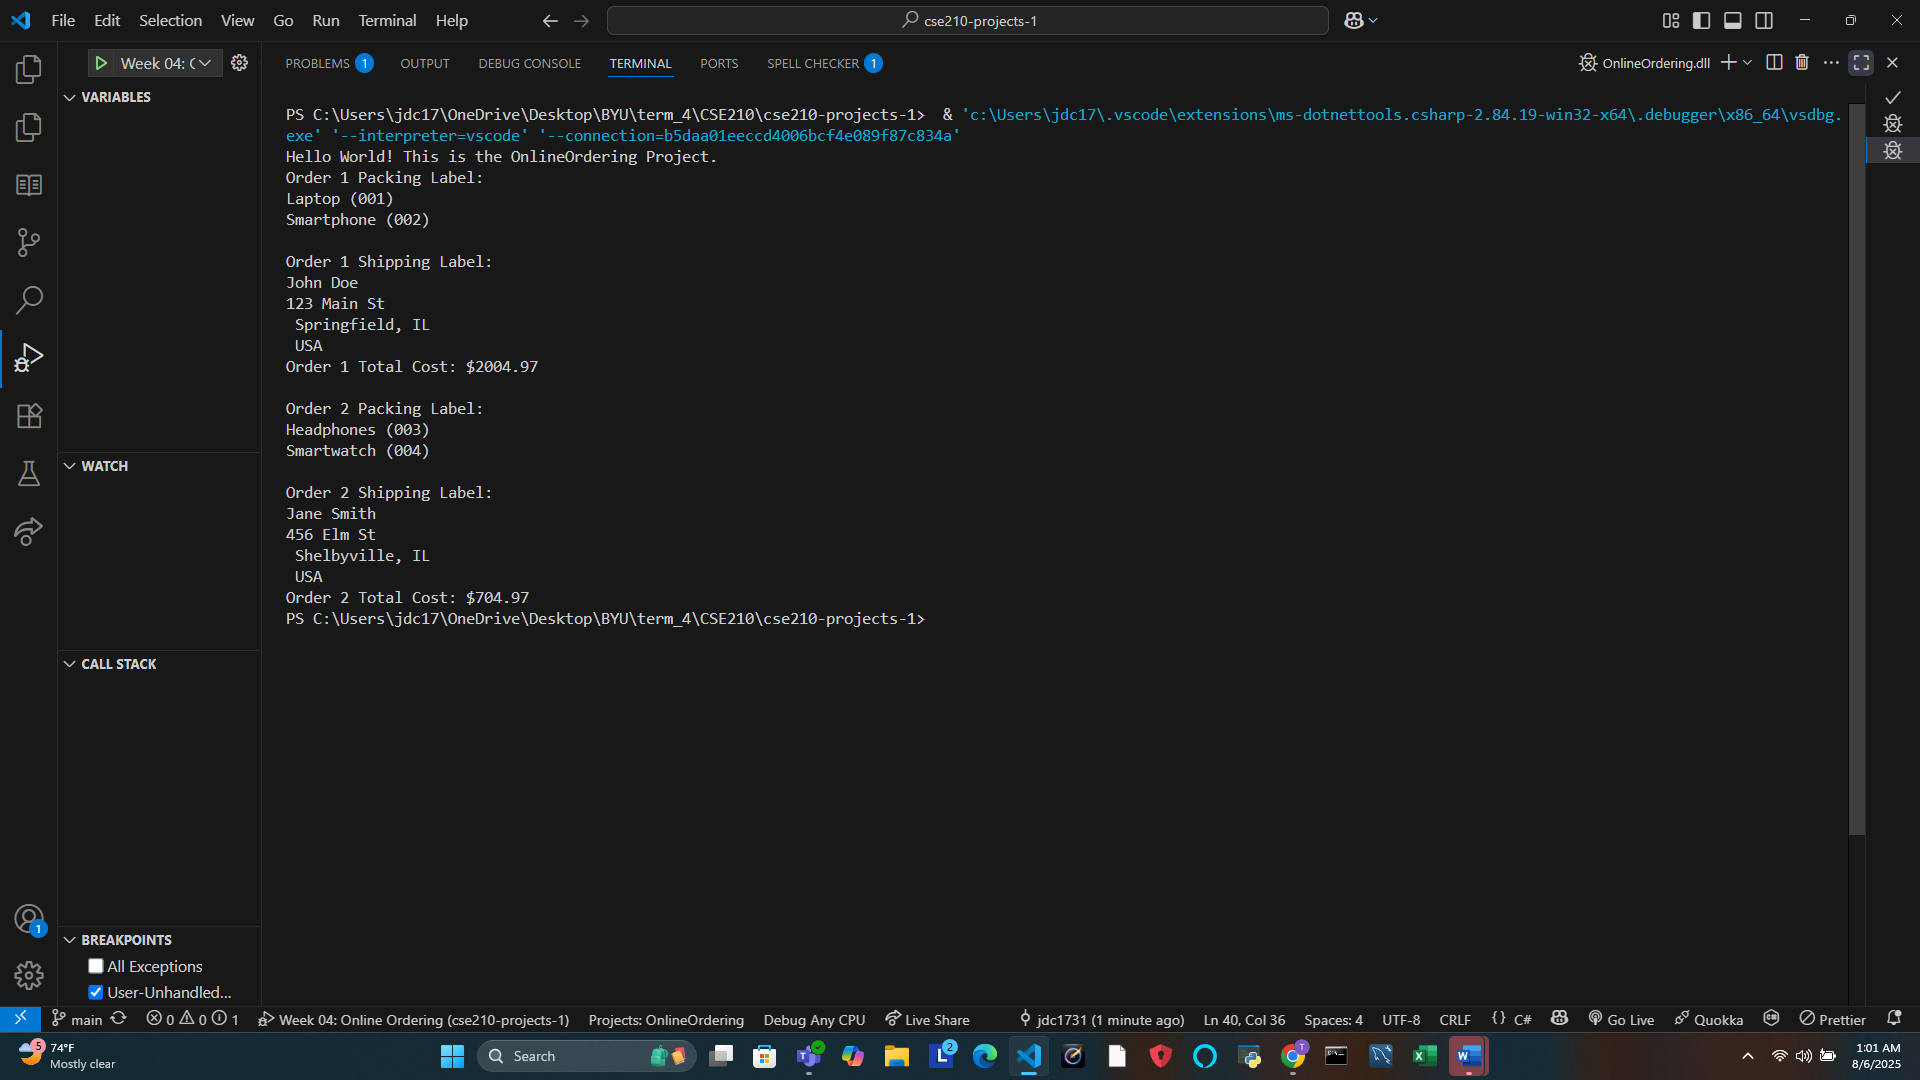 File Edit Selection View Go Run Terminal Help
cse210-projects-1
Week 04: (
PROBLEMS 1 OUTPUT DEBUG CONSOLE TERMINAL PORTS SPELL CHECKER 1
OnlineOrdering.dll
VARIABLES
PS C:\Users\jdc17\OneDrive\Desktop\BYU\term_4\CSE210\cse210-projects-1>  & 'c:\Users\jdc17\.vscode\extensions\ms-dotnettools.csharp-2.84.19-win32-x64\.debugger\x86_64\vsdbg.
exe' '--interpreter=vscode' '--connection=b5daa01eeccd4006bcf4e089f87c834a'
Hello World! This is the OnlineOrdering Project.
Order 1 Packing Label:
Laptop (001)
Smartphone (002)
Order 1 Shipping Label:
John Doe
123 Main St
Springfield, IL
USA
Order 1 Total Cost: $2004.97
Order 2 Packing Label:
Headphones (003)
Smartwatch (004)
Order 2 Shipping Label:
Jane Smith
456 Elm St
Shelbyville, IL
USA
Order 2 Total Cost: $704.97
PS C:\Users\jdc17\OneDrive\Desktop\BYU\term_4\CSE210\cse210-projects-1>
WATCH
CALL STACK
1
BREAKPOINTS
All Exceptions
User-Unhandled...
main 0 0 1 Week 04: Online Ordering (cse210-projects-1) Projects: OnlineOrdering Debug Any CPU Live Share jdc1731 (1 minute ago) Ln 40, Col 36 Spaces: 4 UTF-8 CRLF {} C# Go Live Quokka Prettier
5
74°F
Mostly clear
Search
2
1:01 AM
8/6/2025